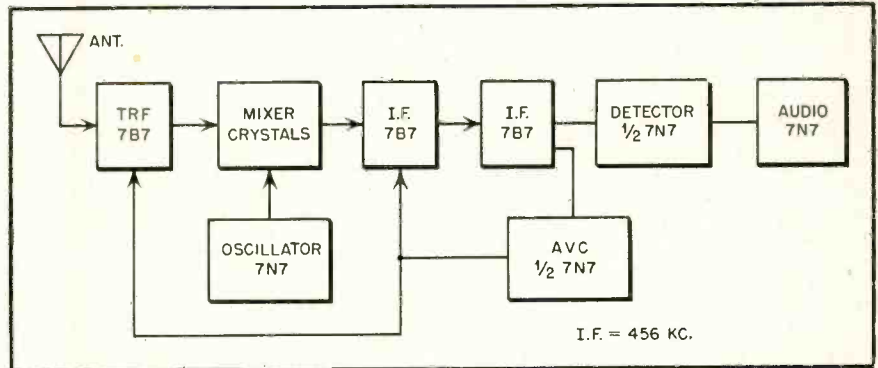 ANT.
TRF
7B7
MIXER
CRYSTALS
I.F.
7B7
I.F.
7B7
DETECTOR
1/2 7N7
AUDIO
7N7
OSCILLATOR
7N7
AVC
1/2 7N7
I.F. = 456 KC.